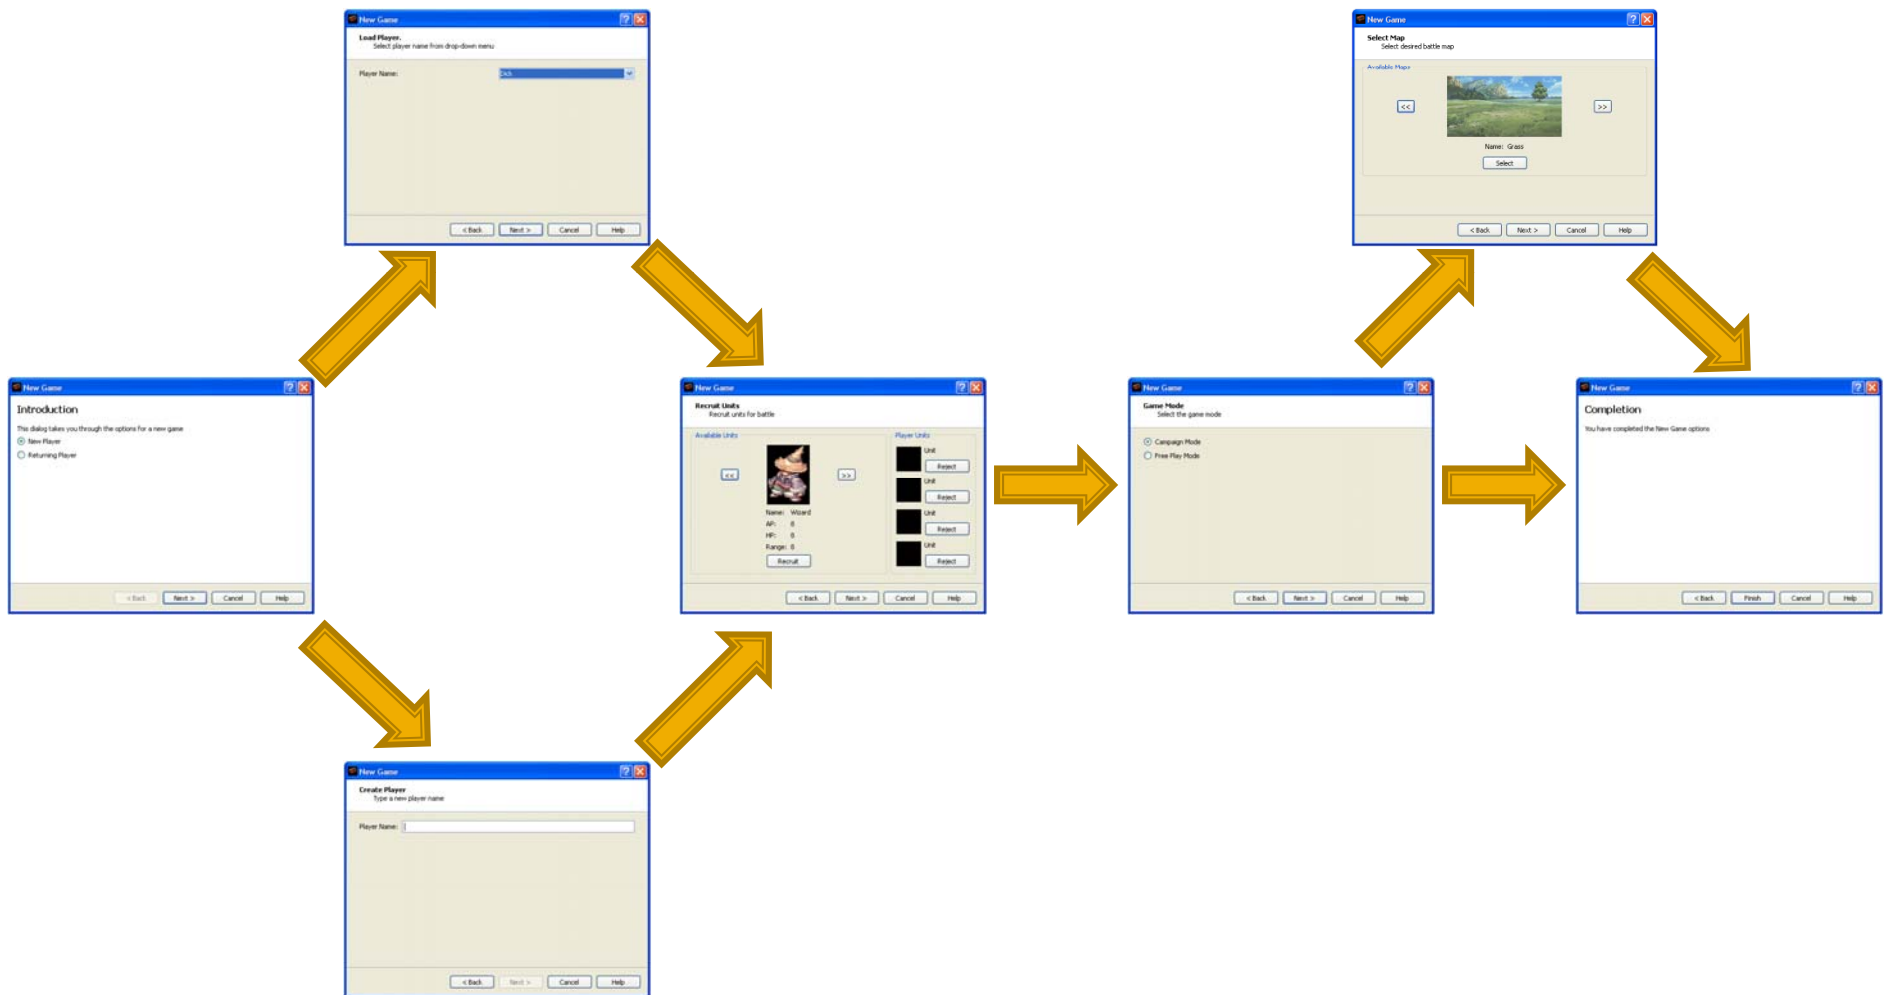 New Game
Load Player.
Select player name from drop-down menu
Player Name: Dick
< Back Next > Cancel Help
New Game
Select Map
Select desired battle map
Available Maps
<< >>
Name: Grass
Select
< Back Next > Cancel Help
New Game
Introduction
This dialog takes you through the options for a new game
New Player
Returning Player
< Back Next > Cancel Help
New Game
Recruit Units
Recruit units for battle
Available Units
<< >>
Name: Wizard
AP: 8
HP: 8
Range: 8
Recruit
Player Units
Unit
Reject
Unit
Reject
Unit
Reject
Unit
Reject
< Back Next > Cancel Help
New Game
Game Mode
Select the game mode
Campaign Mode
Free Play Mode
< Back Next > Cancel Help
New Game
Completion
You have completed the New Game options
< Back Finish Cancel Help
New Game
Create Player
Type a new player name
Player Name:
< Back Next > Cancel Help